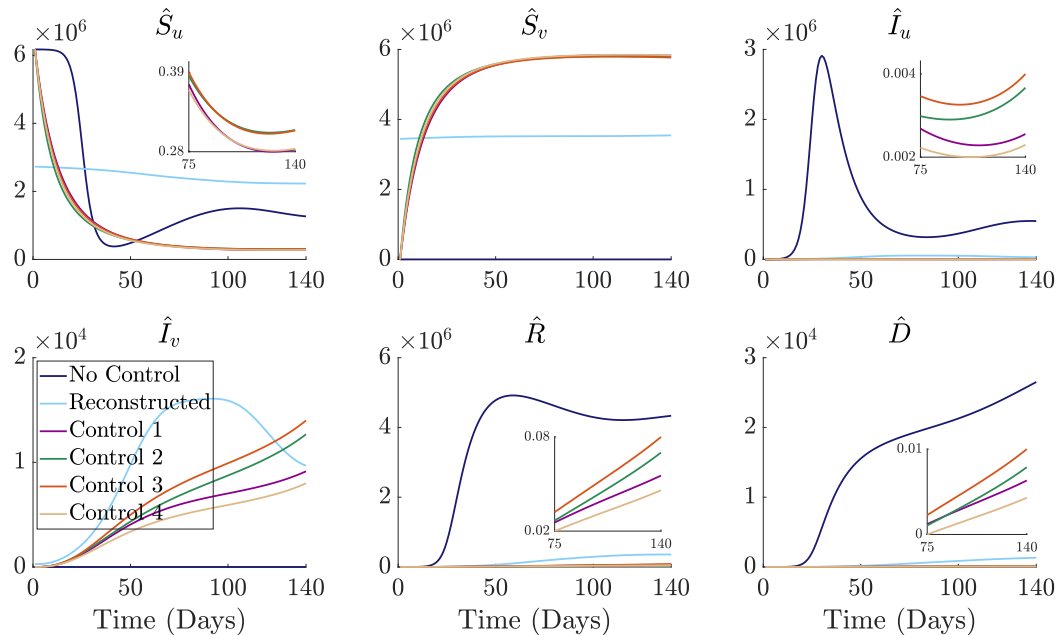 Ŝ_u
×10^6
6
4
2
0
0 50 100 140
0.39
0.28
75 140
Ŝ_v
×10^6
6
4
2
0
0 50 100 140
Î_u
×10^6
3
2
1
0
0 50 100 140
0.004
0.002
75 140
Î_v
×10^4
2
1
0
0 50 100 140
Time (Days)
No Control
Reconstructed
Control 1
Control 2
Control 3
Control 4
R̂
×10^6
6
4
2
0
0 50 100 140
Time (Days)
0.08
0.02
75 140
D̂
×10^4
3
2
1
0
0 50 100 140
Time (Days)
0.01
0
75 140